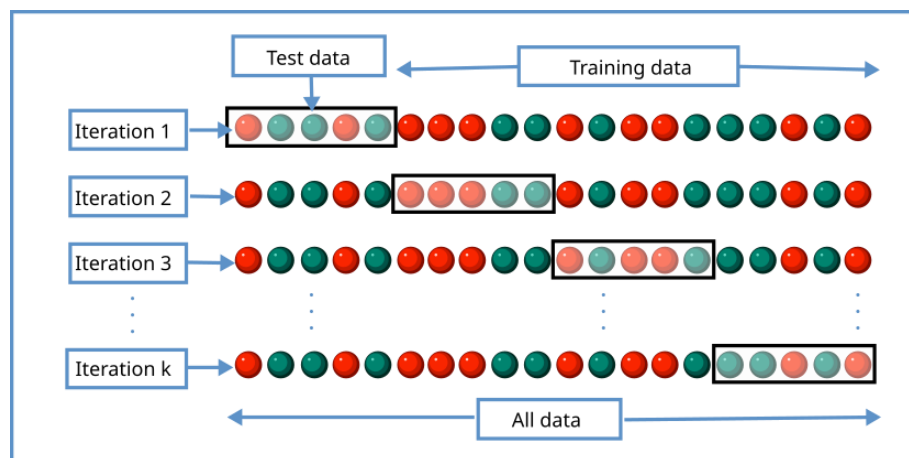 Test data
Training data
Iteration 1
Iteration 2
Iteration 3
Iteration k
All data